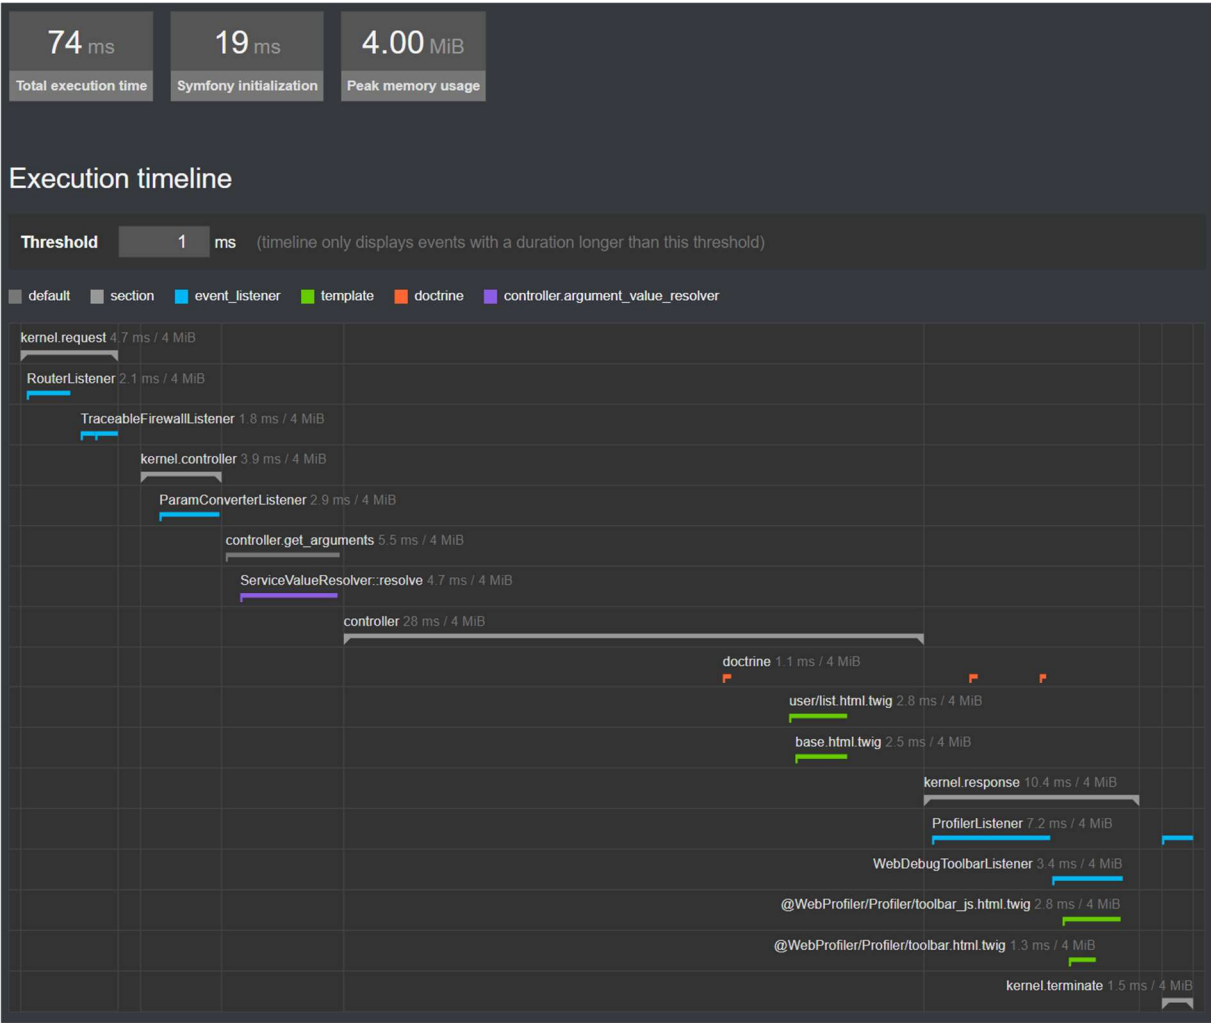 74 ms 19 ms 4.00 MiB
Total execution time Symfony initialization Peak memory usage
Execution timeline
Threshold 1 ms (timeline only displays events with a duration longer than this threshold)
default section event_listener template doctrine controller.argument_value_resolver
kernel.request 4.7 ms / 4 MiB
RouterListener 2.1 ms / 4 MiB
TraceableFirewallListener 1.8 ms / 4 MiB
kernel.controller 3.9 ms / 4 MiB
ParamConverterListener 2.9 ms / 4 MiB
controller.get_arguments 5.5 ms / 4 MiB
ServiceValueResolver::resolve 4.7 ms / 4 MiB
controller 28 ms / 4 MiB
doctrine 1.1 ms / 4 MiB
user/list.html.twig 2.8 ms / 4 MiB
base.html.twig 2.5 ms / 4 MiB
kernel.response 10.4 ms / 4 MiB
ProfilerListener 7.2 ms / 4 MiB
WebDebugToolbarListener 3.4 ms / 4 MiB
@WebProfiler/Profiler/toolbar_js.html.twig 2.8 ms / 4 MiB
@WebProfiler/Profiler/toolbar.html.twig 1.3 ms / 4 MiB
kernel.terminate 1.5 ms / 4 MiB